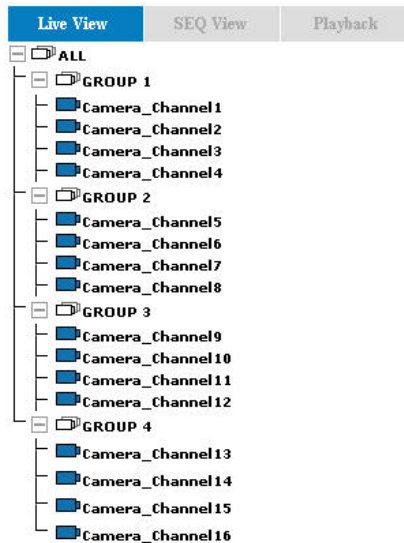 Live View SEQ View Playback
ALL
GROUP 1
Camera_Channel1
Camera_Channel2
Camera_Channel3
Camera_Channel4
GROUP 2
Camera_Channel5
Camera_Channel6
Camera_Channel7
Camera_Channel8
GROUP 3
Camera_Channel9
Camera_Channel10
Camera_Channel11
Camera_Channel12
GROUP 4
Camera_Channel13
Camera_Channel14
Camera_Channel15
Camera_Channel16